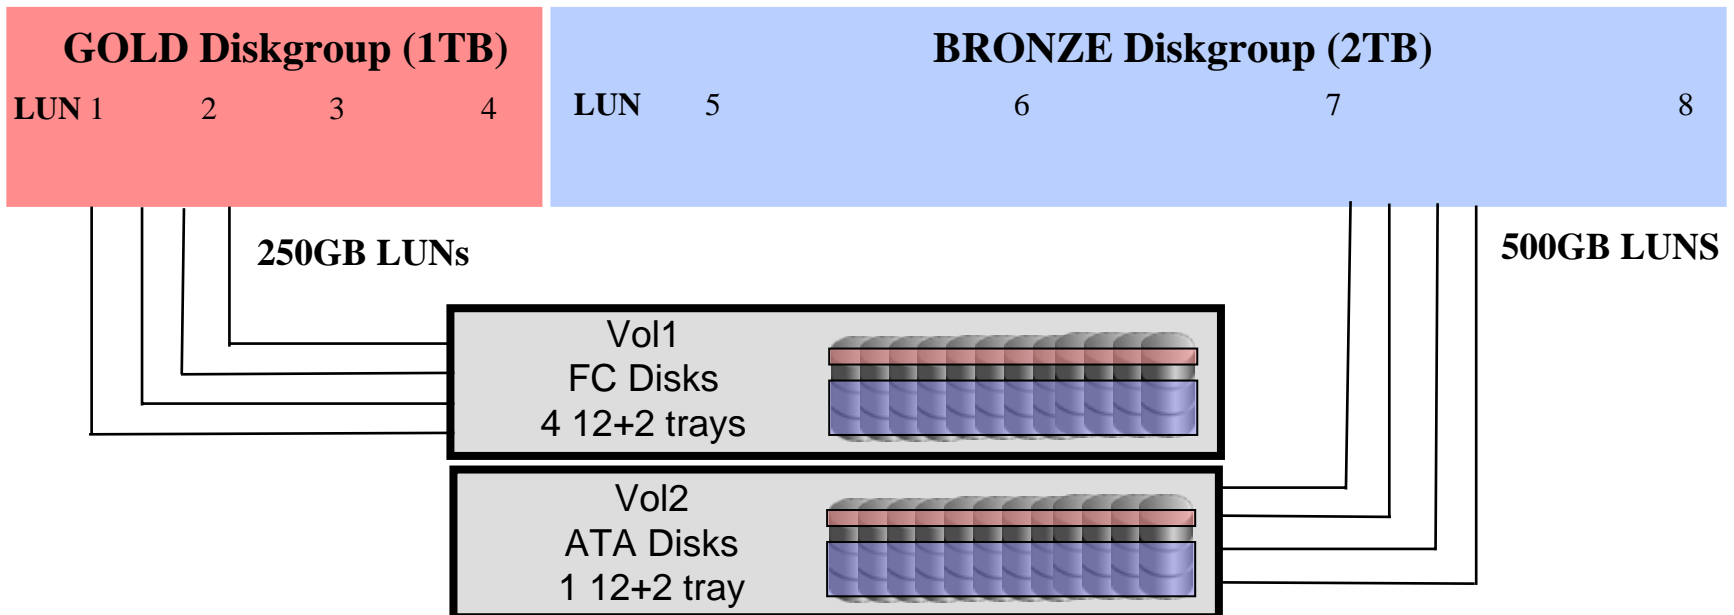 GOLD Diskgroup (1TB)
LUN 1 2 3 4
BRONZE Diskgroup (2TB)
LUN 5 6 7 8
250GB LUNs
500GB LUNS
Vol1
FC Disks
4 12+2 trays
Vol2
ATA Disks
1 12+2 tray